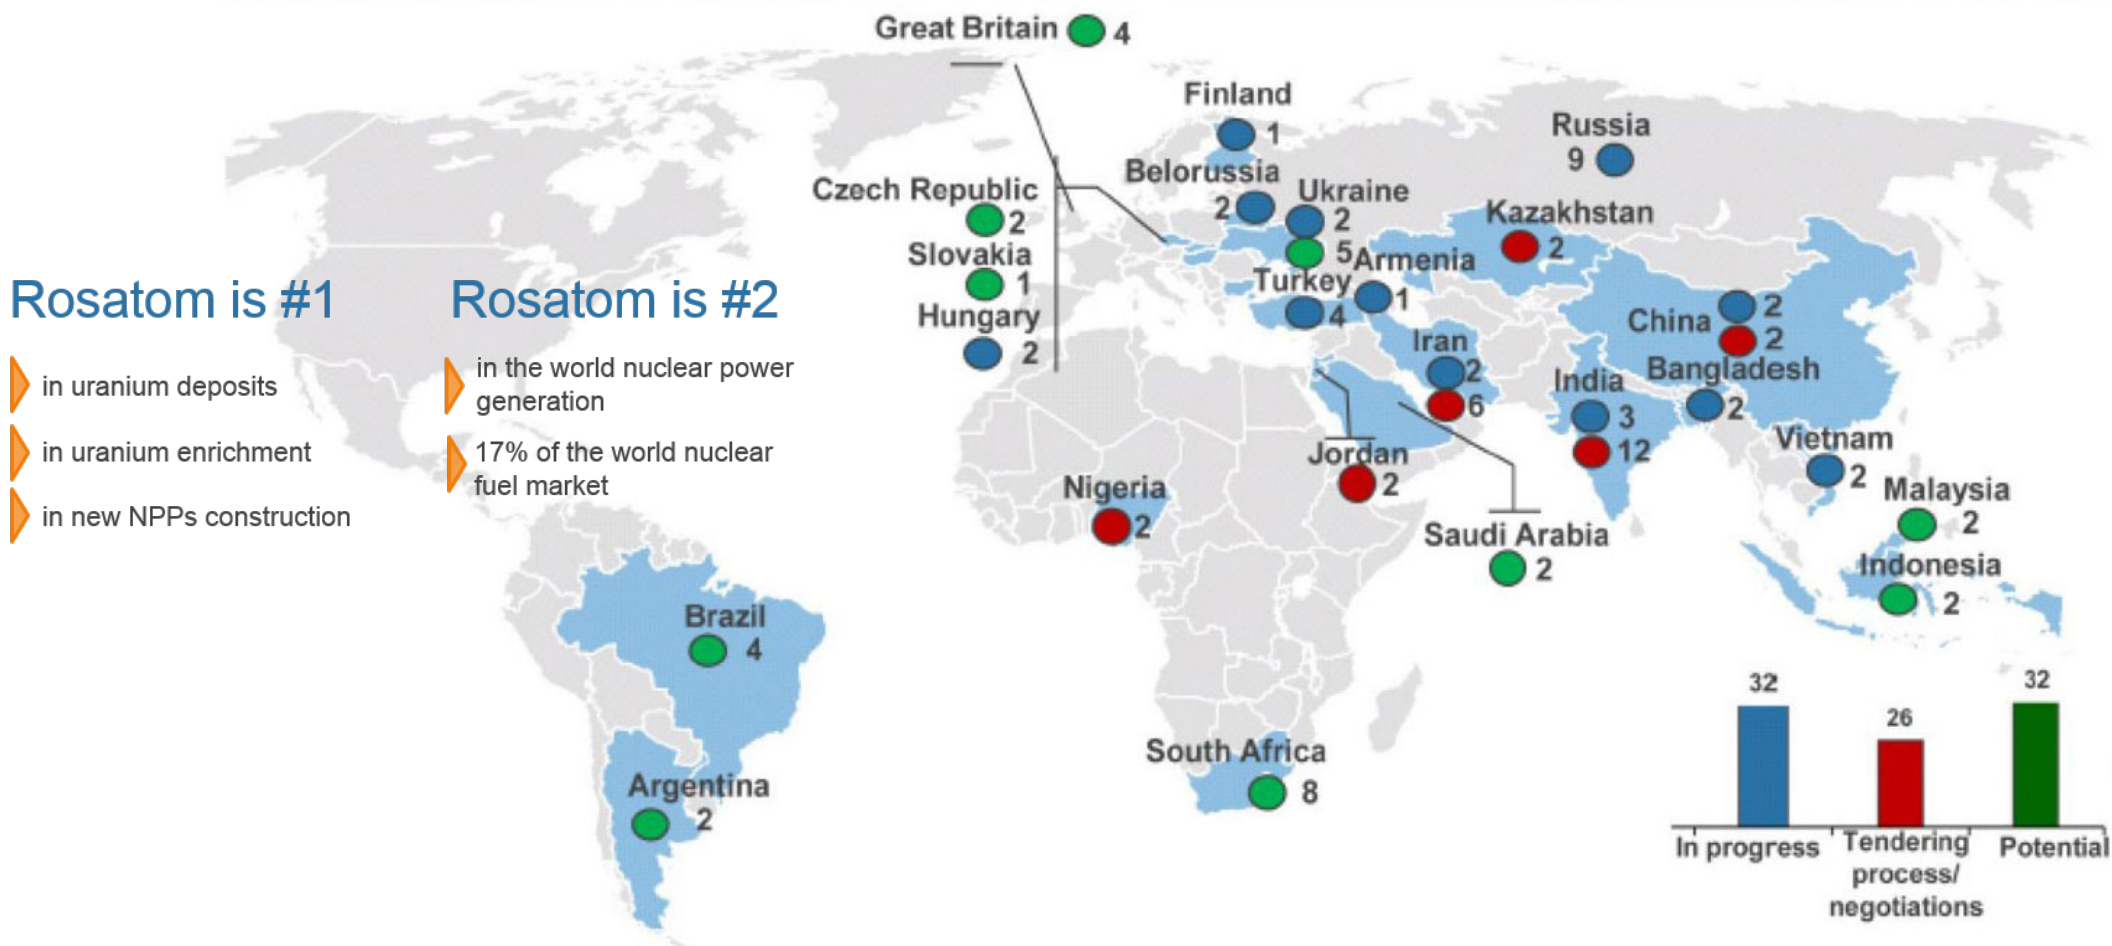 Great Britain 4
Finland
1
Russia
9
Belorussia
2
Ukraine
2
5
Czech Republic
2
Slovakia
1
Hungary
2
Kazakhstan
2
Armenia
1
Turkey
4
Rosatom is #1
in uranium deposits
in uranium enrichment
in new NPPs construction
Rosatom is #2
in the world nuclear power
generation
17% of the world nuclear
fuel market
Iran
2
6
China
2
2
India
3
12
Bangladesh
2
Vietnam
2
Malaysia
2
Indonesia
2
Jordan
2
Saudi Arabia
2
Nigeria
2
Brazil
4
Argentina
2
South Africa
8
32
26
32
In progress
Tendering
process/
negotiations
Potential